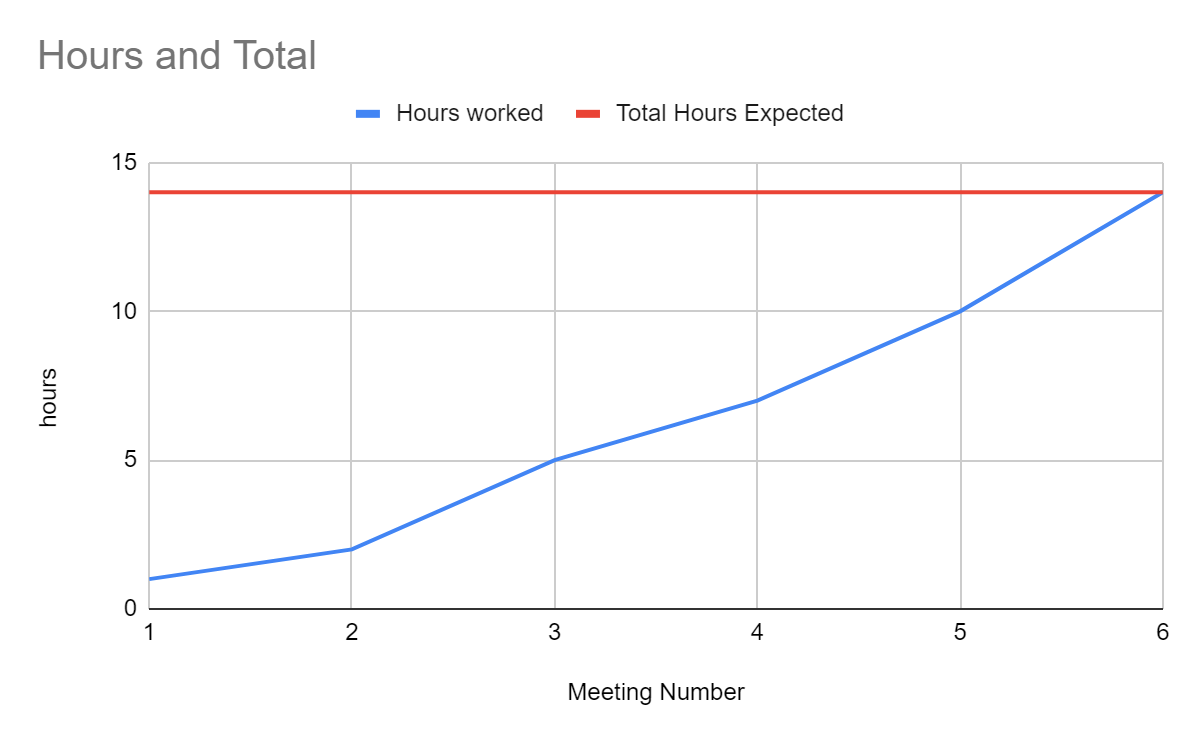 Hours and Total
Hours worked Total Hours Expected
15
10
5
0
hours
1 2 3 4 5 6
Meeting Number